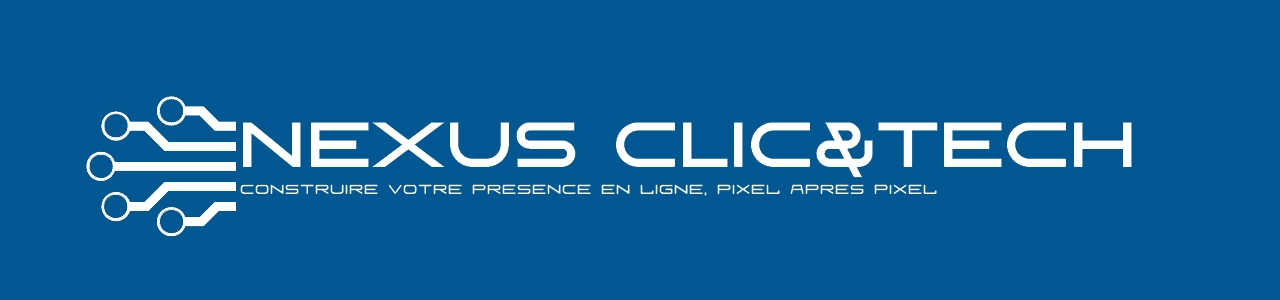 NEXUS CLIC&TECH
CONSTRUIRE VOTRE PRESENCE EN LIGNE, PIXEL APRES PIXEL